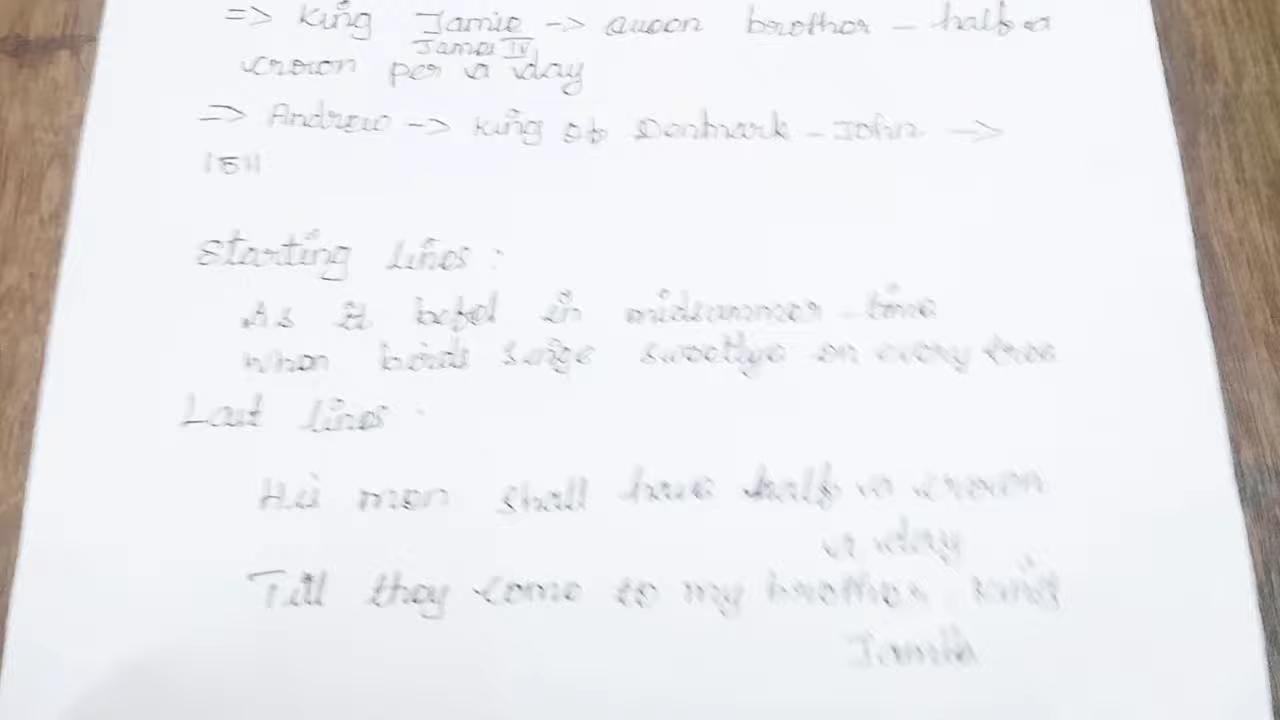 => King Jamie -> Queen brother - half a
James IV
crown per a day
=> Andrew -> King of Denmark - John ->
1511
Starting lines:
As it befel in midsummer-time
When birds singe sweetlye on every tree
Last lines:
His men shall have half a crown
a day
Till they come to my brother King
Jamie